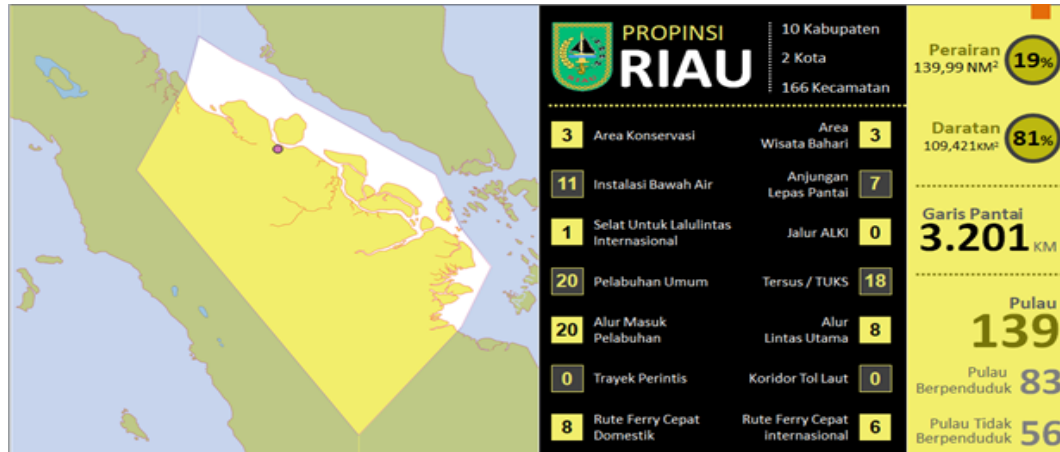 PROPINSI
RIAU
10 Kabupaten
2 Kota
166 Kecamatan
3 Area Konservasi
Area
Wisata Bahari 3
11 Instalasi Bawah Air
Anjungan
Lepas Pantai 7
1 Selat Untuk Lalulintas
Internasional
Jalur ALKI 0
20 Pelabuhan Umum
Tersus / TUKS 18
20 Alur Masuk
Pelabuhan
Alur
Lintas Utama 8
0 Trayek Perintis
Koridor Tol Laut 0
8 Rute Ferry Cepat
Domestik
Rute Ferry Cepat
internasional 6
Perairan
139,99 NM²
19%
Daratan
109,421KM²
81%
Garis Pantai
3.201 KM
Pulau
139
Pulau
Berpenduduk 83
Pulau Tidak
Berpenduduk 56